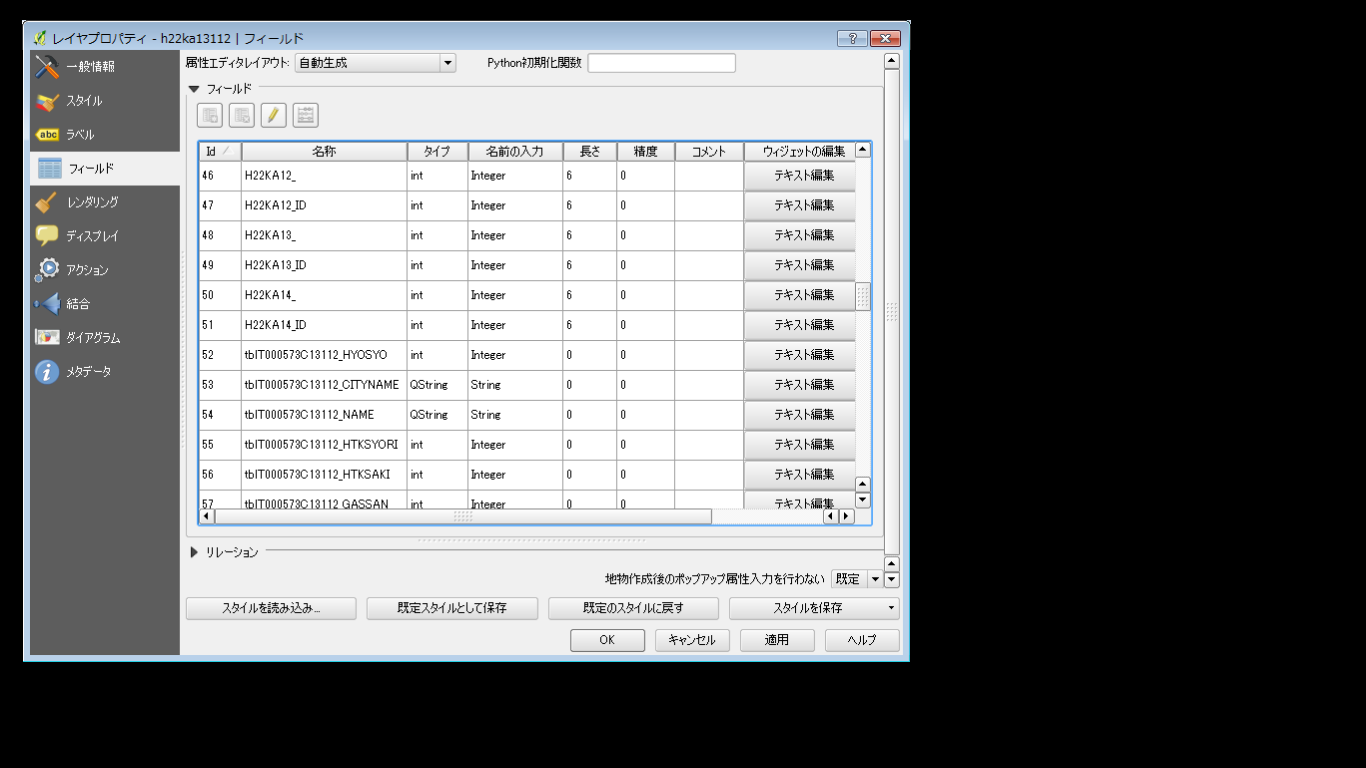 レイヤプロパティ - h22ka13112 | フィールド
一般情報
スタイル
abc ラベル
フィールド
レンダリング
ディスプレイ
アクション
結合
ダイアグラム
メタデータ
属性エディタレイアウト: 自動生成 Python初期化関数
フィールド
Id 名称 タイプ 名前の入力 長さ 精度 コメント ウィジェットの編集
46 H22KA12_ int Integer 6 0 テキスト編集
47 H22KA12_ID int Integer 6 0 テキスト編集
48 H22KA13_ int Integer 6 0 テキスト編集
49 H22KA13_ID int Integer 6 0 テキスト編集
50 H22KA14_ int Integer 6 0 テキスト編集
51 H22KA14_ID int Integer 6 0 テキスト編集
52 tblT000573C13112_HYOSYO int Integer 0 0 テキスト編集
53 tblT000573C13112_CITYNAME QString String 0 0 テキスト編集
54 tblT000573C13112_NAME QString String 0 0 テキスト編集
55 tblT000573C13112_HTKSYORI int Integer 0 0 テキスト編集
56 tblT000573C13112_HTKSAKI int Integer 0 0 テキスト編集
57 tblT000573C13112_GASSAN int Integer 0 0 テキスト編集
リレーション
地物作成後のポップアップ属性入力を行わない 既定
スタイルを読み込み... 既定スタイルとして保存 既定のスタイルに戻す スタイルを保存
OK キャンセル 適用 ヘルプ